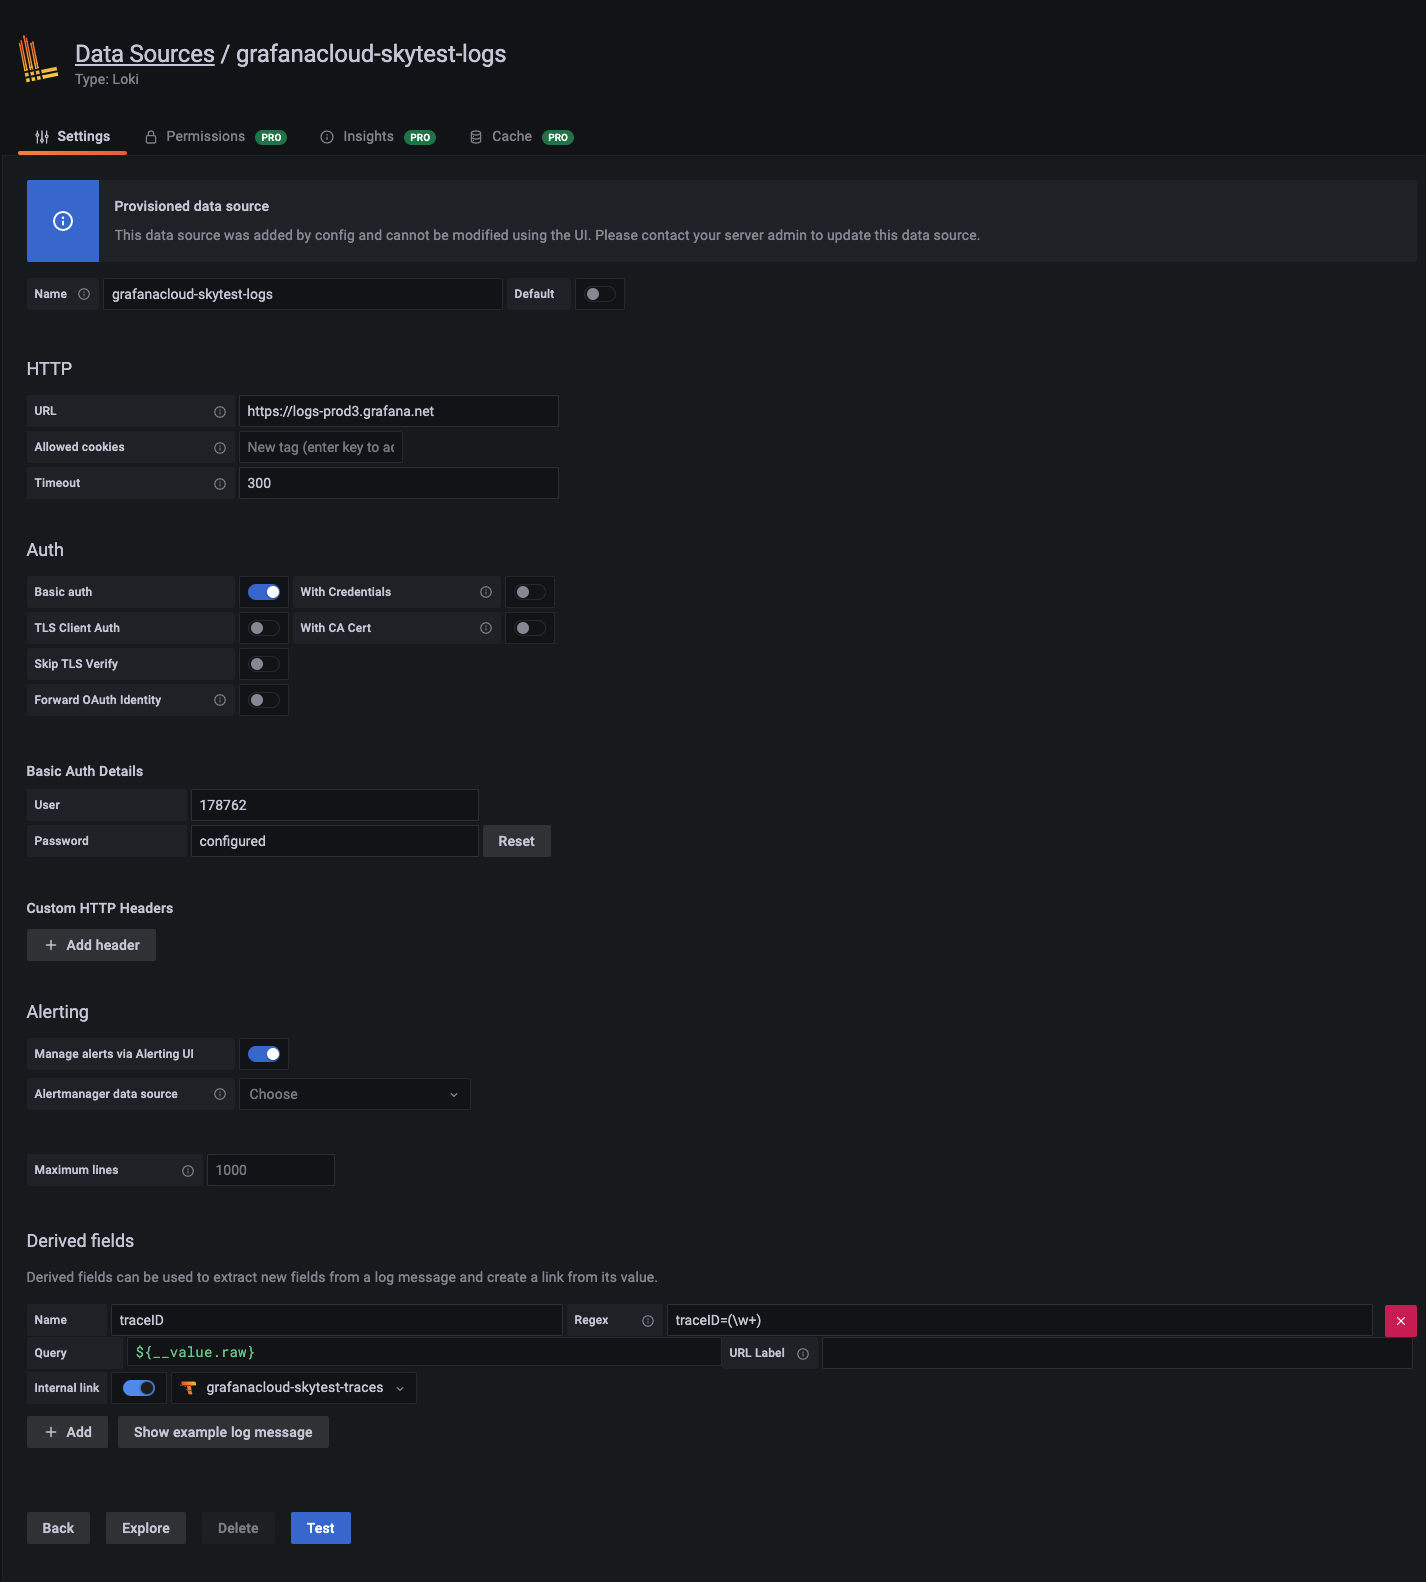 Data Sources / grafanacloud-skytest-logs
Type: Loki
Settings Permissions PRO Insights PRO Cache PRO
Provisioned data source
This data source was added by config and cannot be modified using the UI. Please contact your server admin to update this data source.
Name grafanacloud-skytest-logs Default
HTTP
URL https://logs-prod3.grafana.net
Allowed cookies New tag (enter key to ac
Timeout 300
Auth
Basic auth With Credentials
TLS Client Auth With CA Cert
Skip TLS Verify
Forward OAuth Identity
Basic Auth Details
User 178762
Password configured Reset
Custom HTTP Headers
+ Add header
Alerting
Manage alerts via Alerting UI
Alertmanager data source Choose
Maximum lines 1000
Derived fields
Derived fields can be used to extract new fields from a log message and create a link from its value.
Name traceID Regex traceID=(\w+)
Query ${__value.raw} URL Label
Internal link grafanacloud-skytest-traces
+ Add Show example log message
Back Explore Delete Test